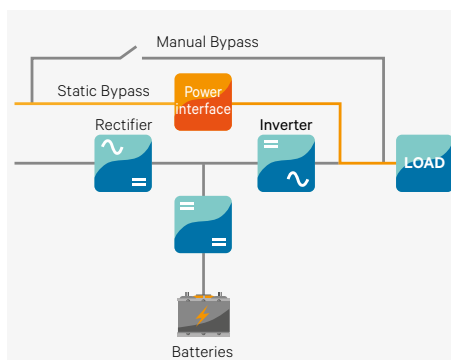 Manual Bypass
Static Bypass
Power
interface
Rectifier
Inverter
LOAD
Batteries